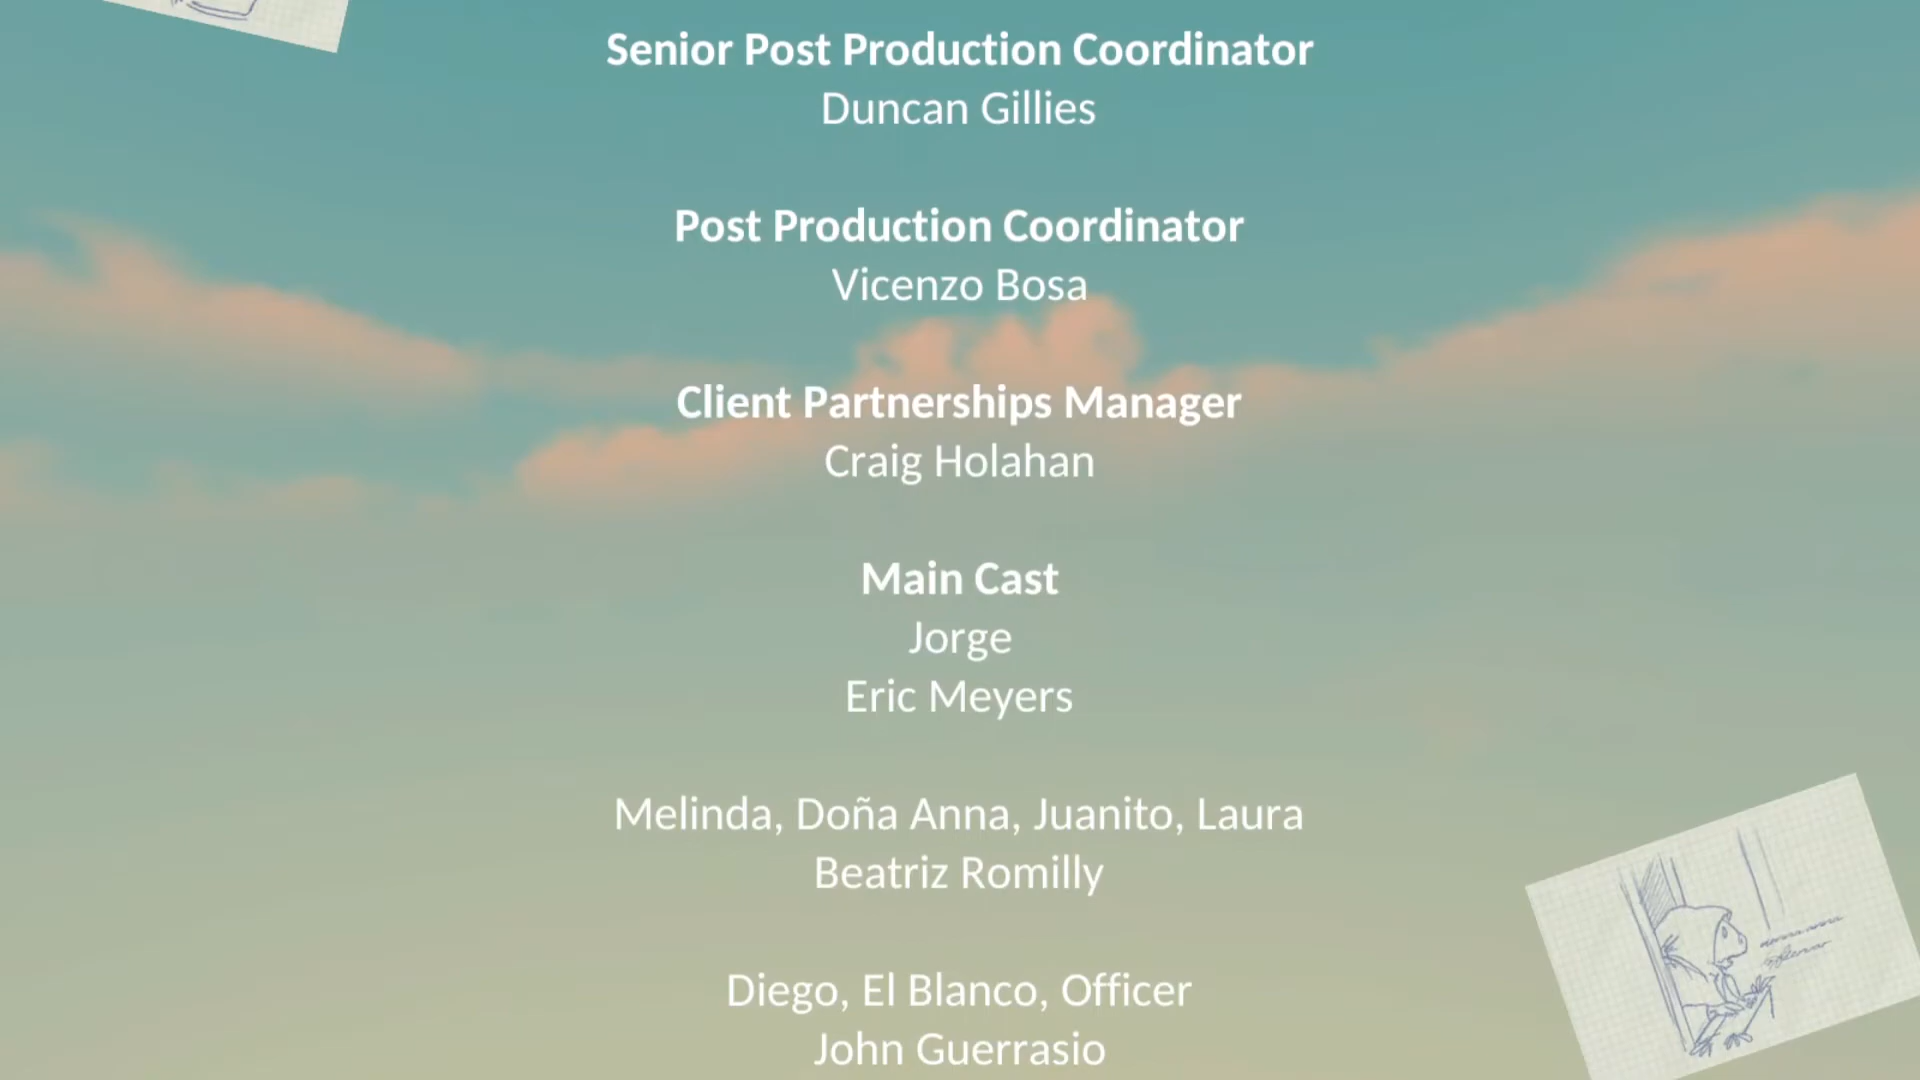 Senior Post Production Coordinator
Duncan Gillies
Post Production Coordinator
Vicenzo Bosa
Client Partnerships Manager
Craig Holahan
Main Cast
Jorge
Eric Meyers
Melinda, Doña Anna, Juanito, Laura
Beatriz Romilly
Diego, El Blanco, Officer
John Guerrasio